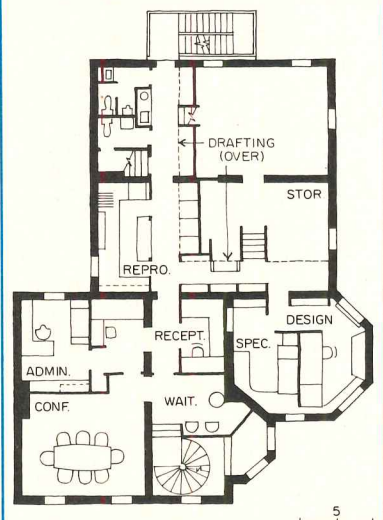 DRAFTING
(OVER)
STOR
REPRO.
DESIGN
RECEPT.
SPEC.
ADMIN.
CONF.
WAIT.
5